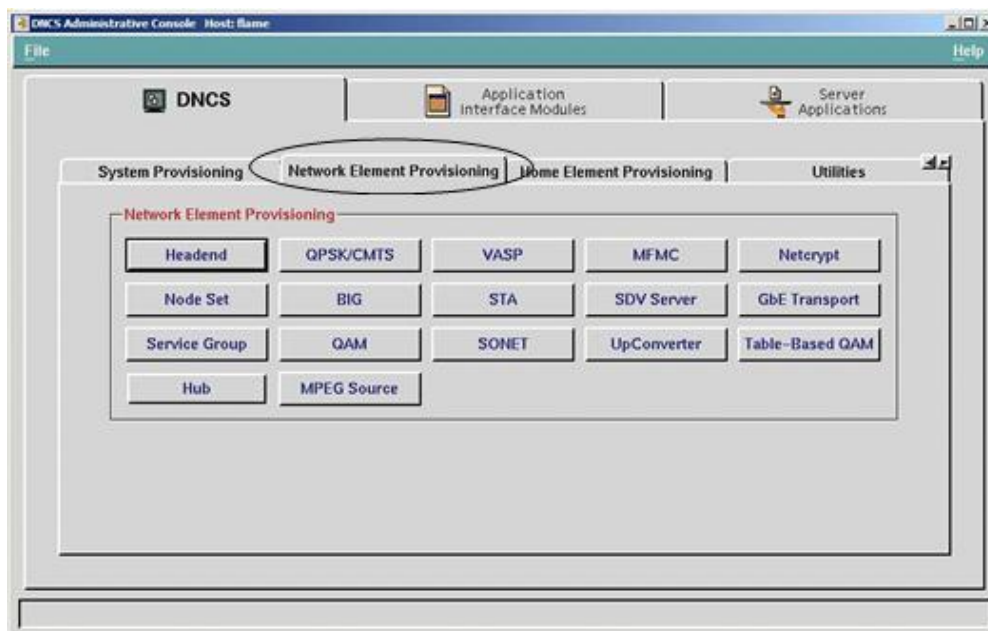 DNCS Administrative Console Host: flame
File Help
DNCS
Application Interface Modules
Server Applications
System Provisioning
Network Element Provisioning
Home Element Provisioning
Utilities
Network Element Provisioning
Headend QPSK/CMTS VASP MFMC Netcrypt
Node Set BIG STA SDV Server GbE Transport
Service Group QAM SONET UpConverter Table-Based QAM
Hub MPEG Source